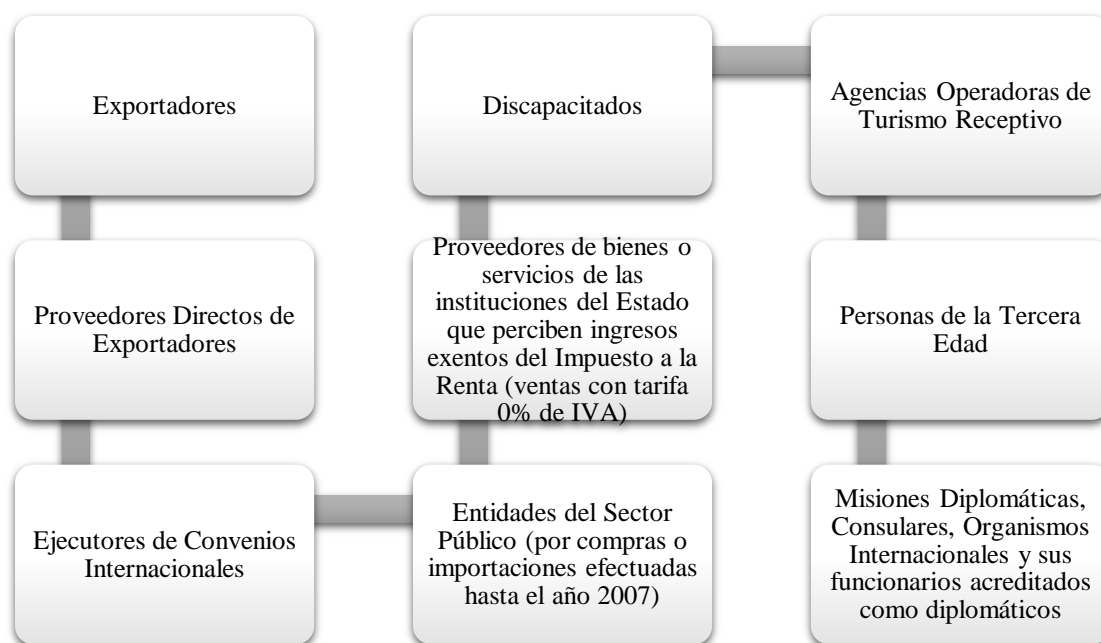 Exportadores
Proveedores Directos de
Exportadores
Ejecutores de Convenios
Internacionales
Entidades del Sector
Público (por compras o
importaciones efectuadas
hasta el año 2007)
Proveedores de bienes o
servicios de las
instituciones del Estado
que perciben ingresos
exentos del Impuesto a la
Renta (ventas con tarifa
0% de IVA)
Discapacitados
Agencias Operadoras de
Turismo Receptivo
Personas de la Tercera
Edad
Misiones Diplomáticas,
Consulares, Organismos
Internacionales y sus
funcionarios acreditados
como diplomáticos